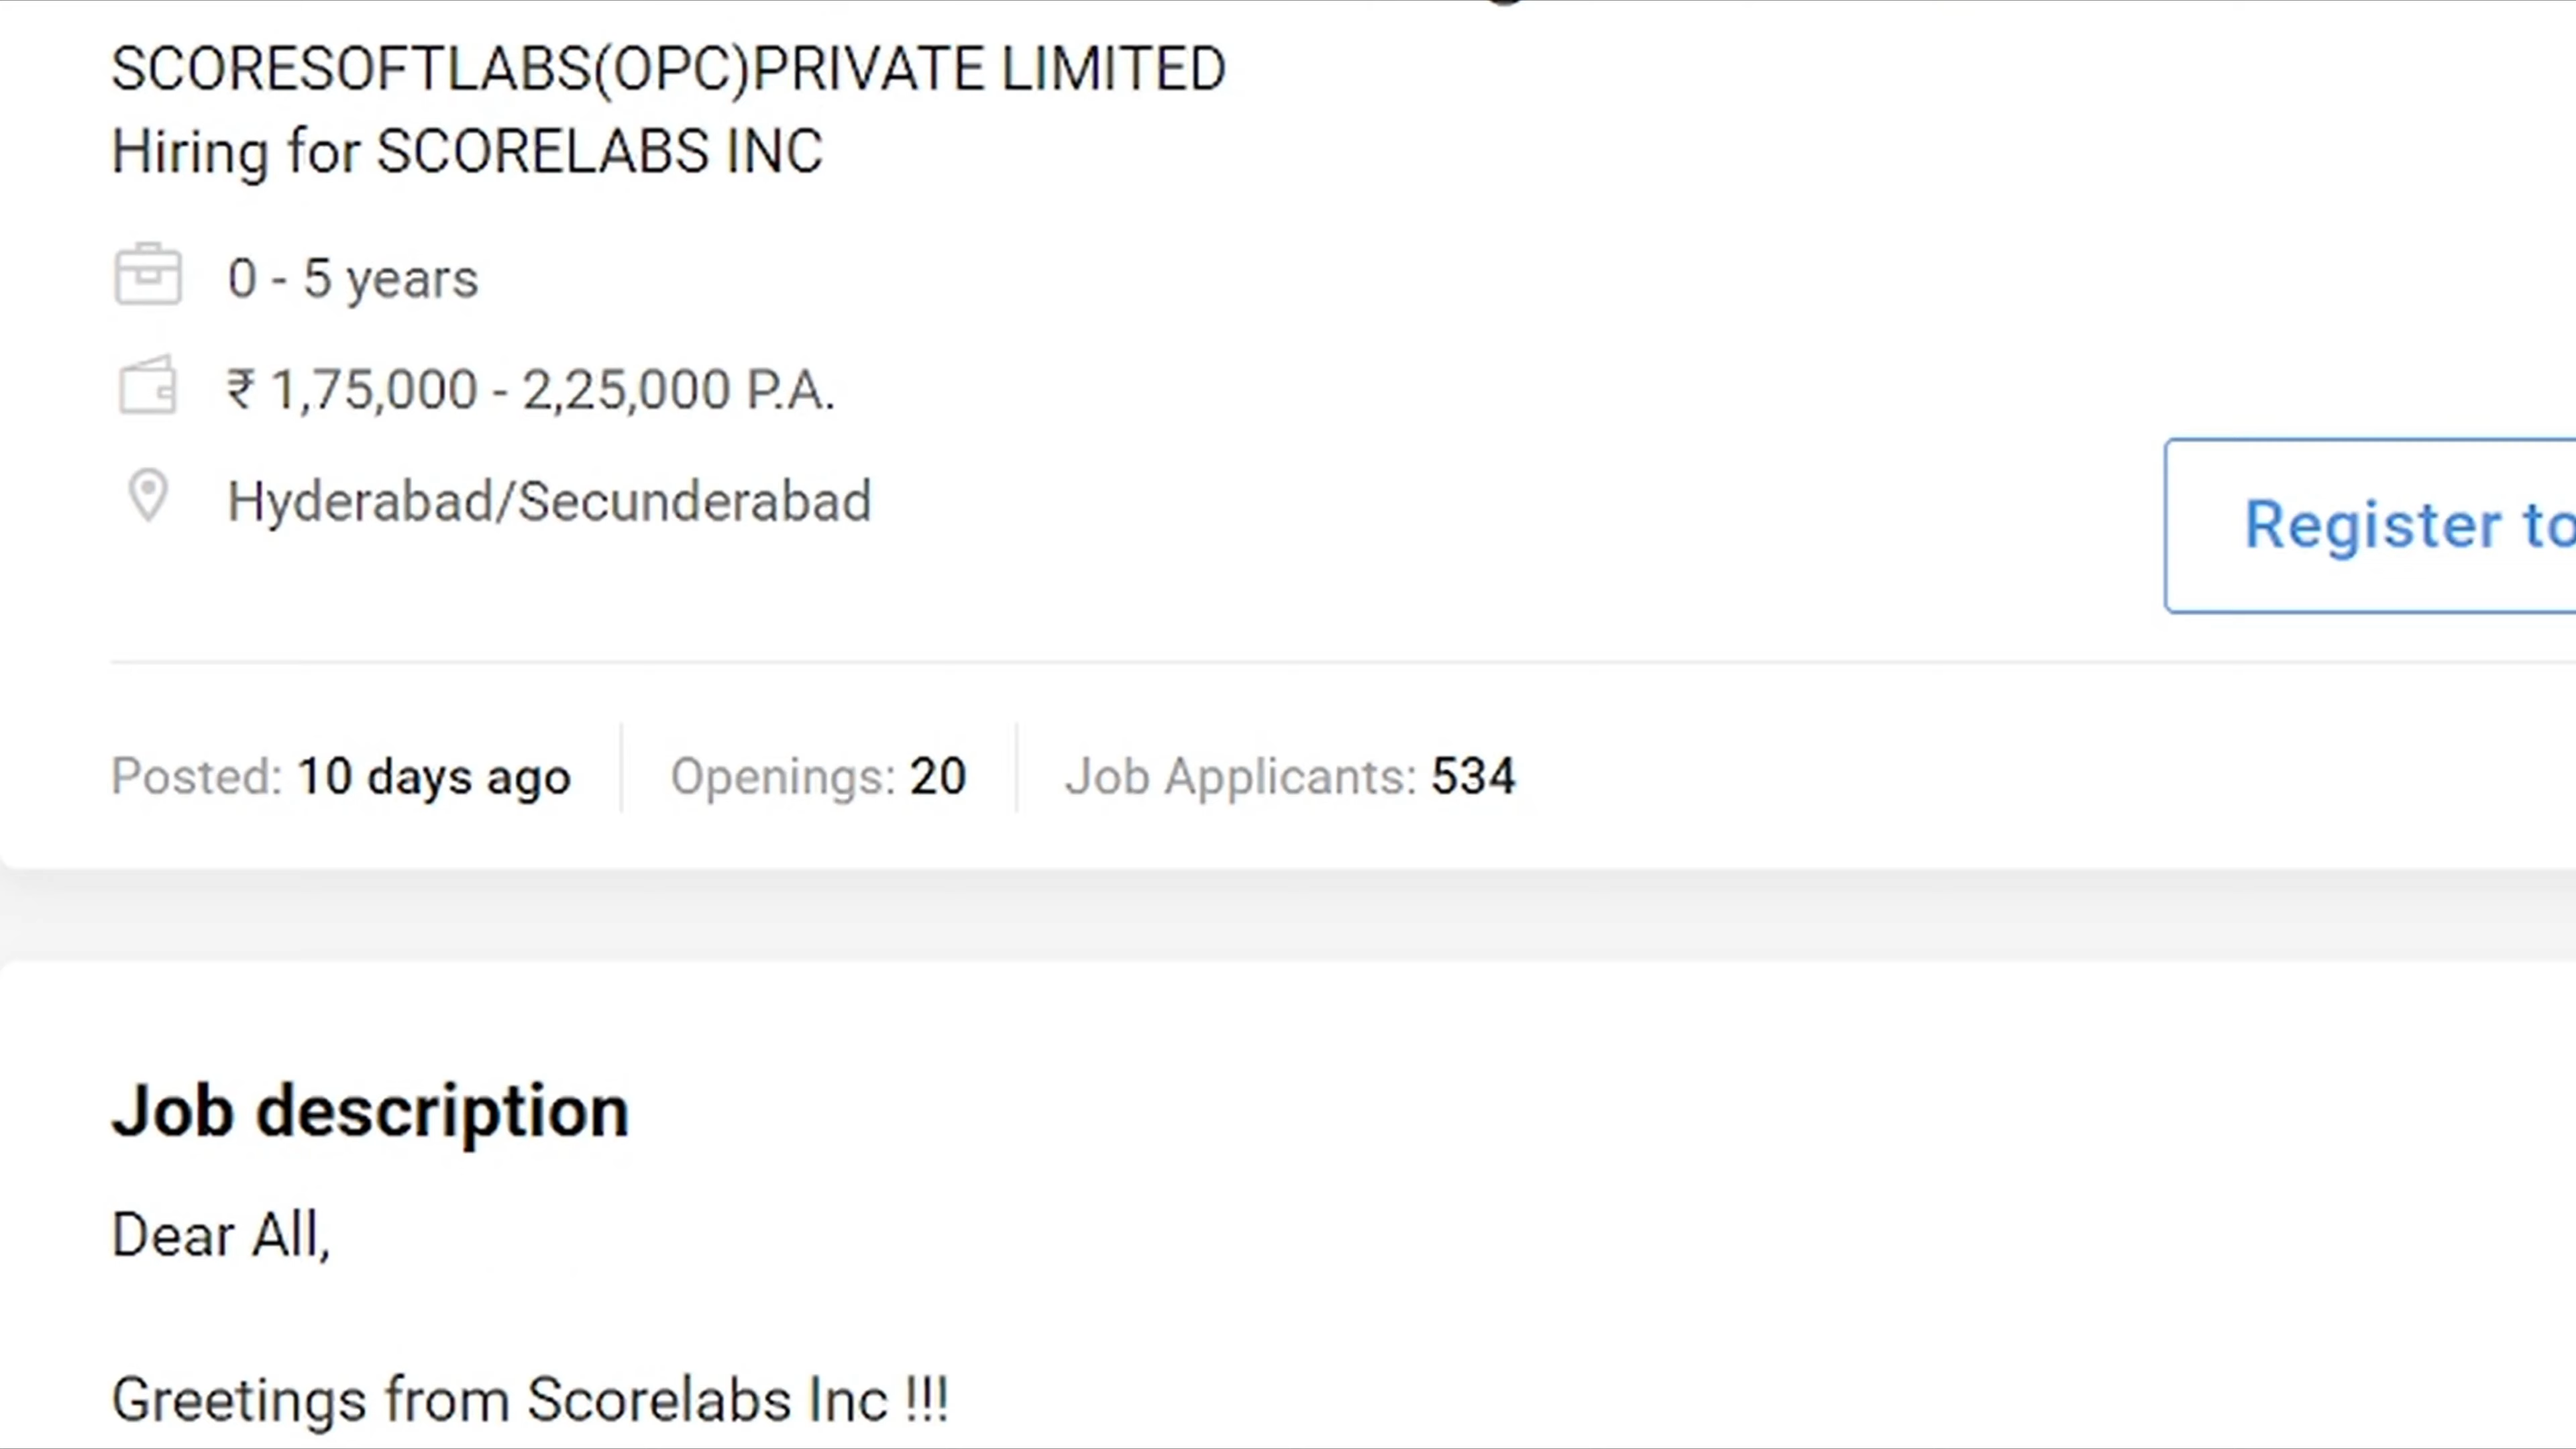 SCORESOFTLABS(OPC)PRIVATE LIMITED
Hiring for SCORELABS INC
0 - 5 years
₹ 1,75,000 - 2,25,000 P.A.
Hyderabad/Secunderabad
Register to
Posted: 10 days ago Openings: 20 Job Applicants: 534
Job description
Dear All,
Greetings from Scorelabs Inc !!!